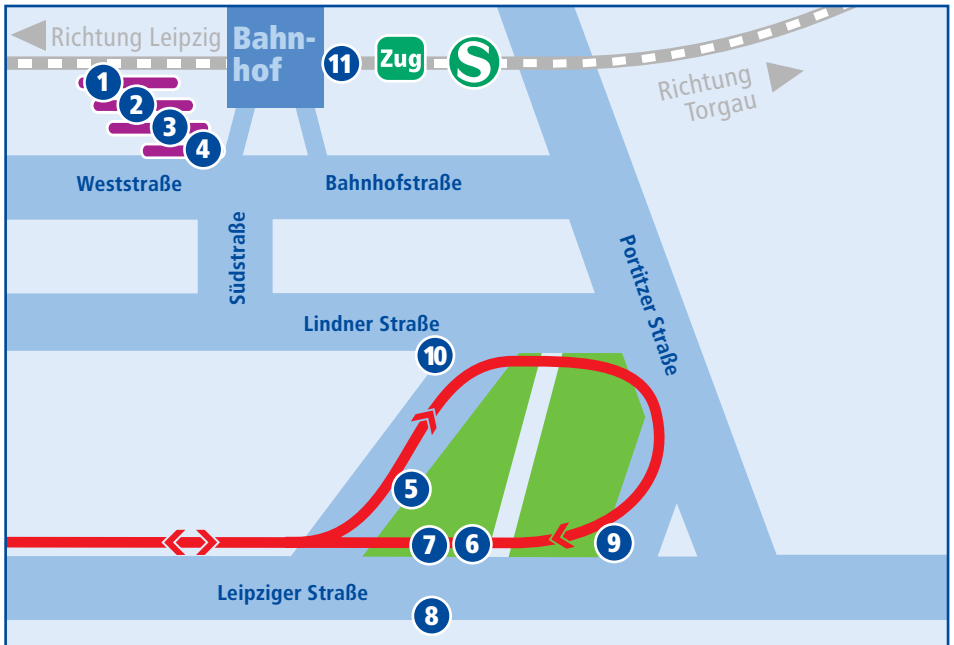 Richtung Leipzig
Bahn-
hof
11
Zug
S
1
2
3
4
Richtung
Torgau
Weststraße
Bahnhofstraße
Südstraße
Portitzer Straße
Lindner Straße
10
5
7
6
9
Leipziger Straße
8